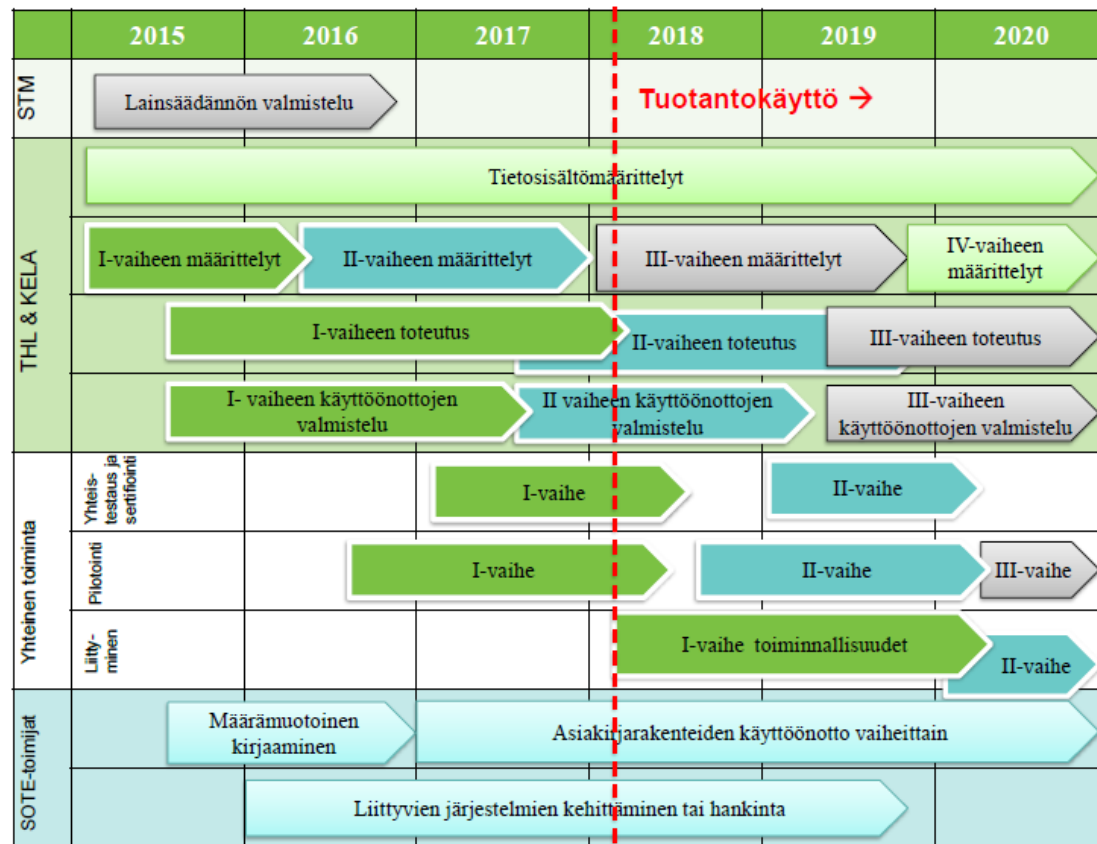 2015 2016 2017 2018 2019 2020
STM
Lainsäädännön valmistelu
Tuotantokäyttö →
THL & KELA
Tietosisältömäärittelyt
I-vaiheen määrittelyt
II-vaiheen määrittelyt
III-vaiheen määrittelyt
IV-vaiheen
määrittelyt
I-vaiheen toteutus
II-vaiheen toteutus
III-vaiheen toteutus
I- vaiheen käyttöönottojen
valmistelu
II vaiheen käyttöönottojen
valmistelu
III-vaiheen
käyttöönottojen valmistelu
Yhteinen toiminta
Yhteis-
testaus ja
sertifiointi
I-vaihe
II-vaihe
Pilotointi
I-vaihe
II-vaihe
III-vaihe
Liitty-
minen
I-vaihe toiminnallisuudet
II-vaihe
SOTE-toimijat
Määrämuotoinen
kirjaaminen
Asiakirjarakenteiden käyttöönotto vaiheittain
Liittyvien järjestelmien kehittäminen tai hankinta